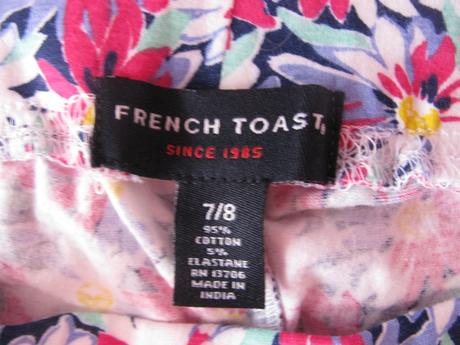 FRENCH TOAST
SINCE 1985
7/8
95%
COTTON
5%
ELASTANE
RN 13706
MADE IN
INDIA